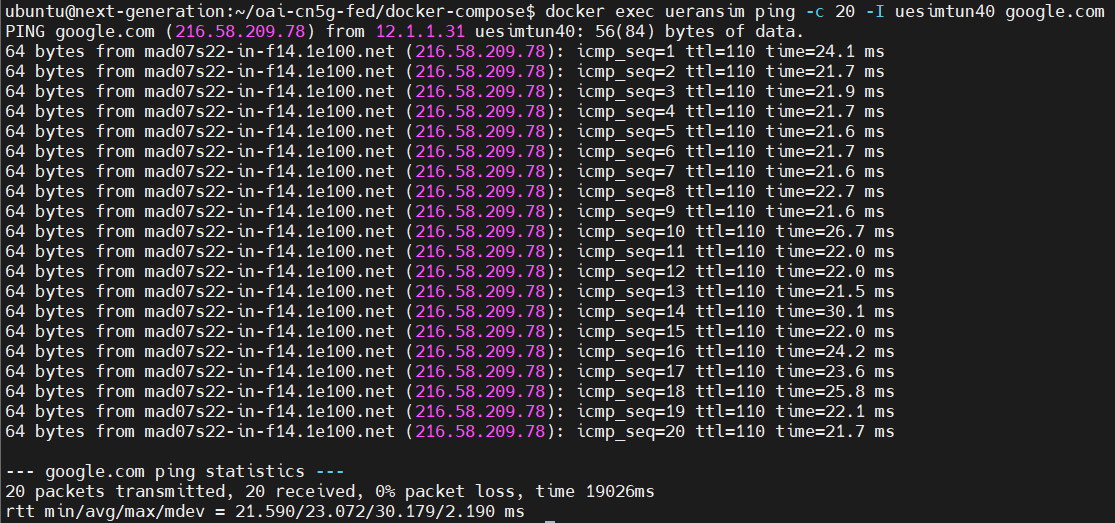 ubuntu@next-generation:~/oai-cn5g-fed/docker-compose$ docker exec ueransim ping -c 20 -I uesimtun40 google.com
PING google.com (216.58.209.78) from 12.1.1.31 uesimtun40: 56(84) bytes of data.
64 bytes from mad07s22-in-f14.1e100.net (216.58.209.78): icmp_seq=1 ttl=110 time=24.1 ms
64 bytes from mad07s22-in-f14.1e100.net (216.58.209.78): icmp_seq=2 ttl=110 time=21.7 ms
64 bytes from mad07s22-in-f14.1e100.net (216.58.209.78): icmp_seq=3 ttl=110 time=21.9 ms
64 bytes from mad07s22-in-f14.1e100.net (216.58.209.78): icmp_seq=4 ttl=110 time=21.7 ms
64 bytes from mad07s22-in-f14.1e100.net (216.58.209.78): icmp_seq=5 ttl=110 time=21.6 ms
64 bytes from mad07s22-in-f14.1e100.net (216.58.209.78): icmp_seq=6 ttl=110 time=21.7 ms
64 bytes from mad07s22-in-f14.1e100.net (216.58.209.78): icmp_seq=7 ttl=110 time=21.6 ms
64 bytes from mad07s22-in-f14.1e100.net (216.58.209.78): icmp_seq=8 ttl=110 time=22.7 ms
64 bytes from mad07s22-in-f14.1e100.net (216.58.209.78): icmp_seq=9 ttl=110 time=21.6 ms
64 bytes from mad07s22-in-f14.1e100.net (216.58.209.78): icmp_seq=10 ttl=110 time=26.7 ms
64 bytes from mad07s22-in-f14.1e100.net (216.58.209.78): icmp_seq=11 ttl=110 time=22.0 ms
64 bytes from mad07s22-in-f14.1e100.net (216.58.209.78): icmp_seq=12 ttl=110 time=22.0 ms
64 bytes from mad07s22-in-f14.1e100.net (216.58.209.78): icmp_seq=13 ttl=110 time=21.5 ms
64 bytes from mad07s22-in-f14.1e100.net (216.58.209.78): icmp_seq=14 ttl=110 time=30.1 ms
64 bytes from mad07s22-in-f14.1e100.net (216.58.209.78): icmp_seq=15 ttl=110 time=22.0 ms
64 bytes from mad07s22-in-f14.1e100.net (216.58.209.78): icmp_seq=16 ttl=110 time=24.2 ms
64 bytes from mad07s22-in-f14.1e100.net (216.58.209.78): icmp_seq=17 ttl=110 time=23.6 ms
64 bytes from mad07s22-in-f14.1e100.net (216.58.209.78): icmp_seq=18 ttl=110 time=25.8 ms
64 bytes from mad07s22-in-f14.1e100.net (216.58.209.78): icmp_seq=19 ttl=110 time=22.1 ms
64 bytes from mad07s22-in-f14.1e100.net (216.58.209.78): icmp_seq=20 ttl=110 time=21.7 ms
--- google.com ping statistics ---
20 packets transmitted, 20 received, 0% packet loss, time 19026ms
rtt min/avg/max/mdev = 21.590/23.072/30.179/2.190 ms